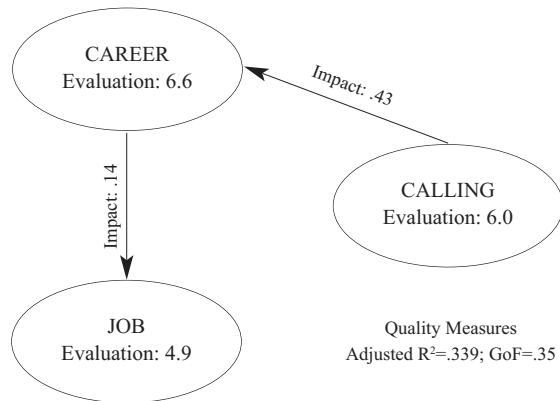 CAREER
Evaluation: 6.6
Impact: .43
Impact: .14
CALLING
Evaluation: 6.0
JOB
Evaluation: 4.9
Quality Measures
Adjusted R²=.339; GoF=.35